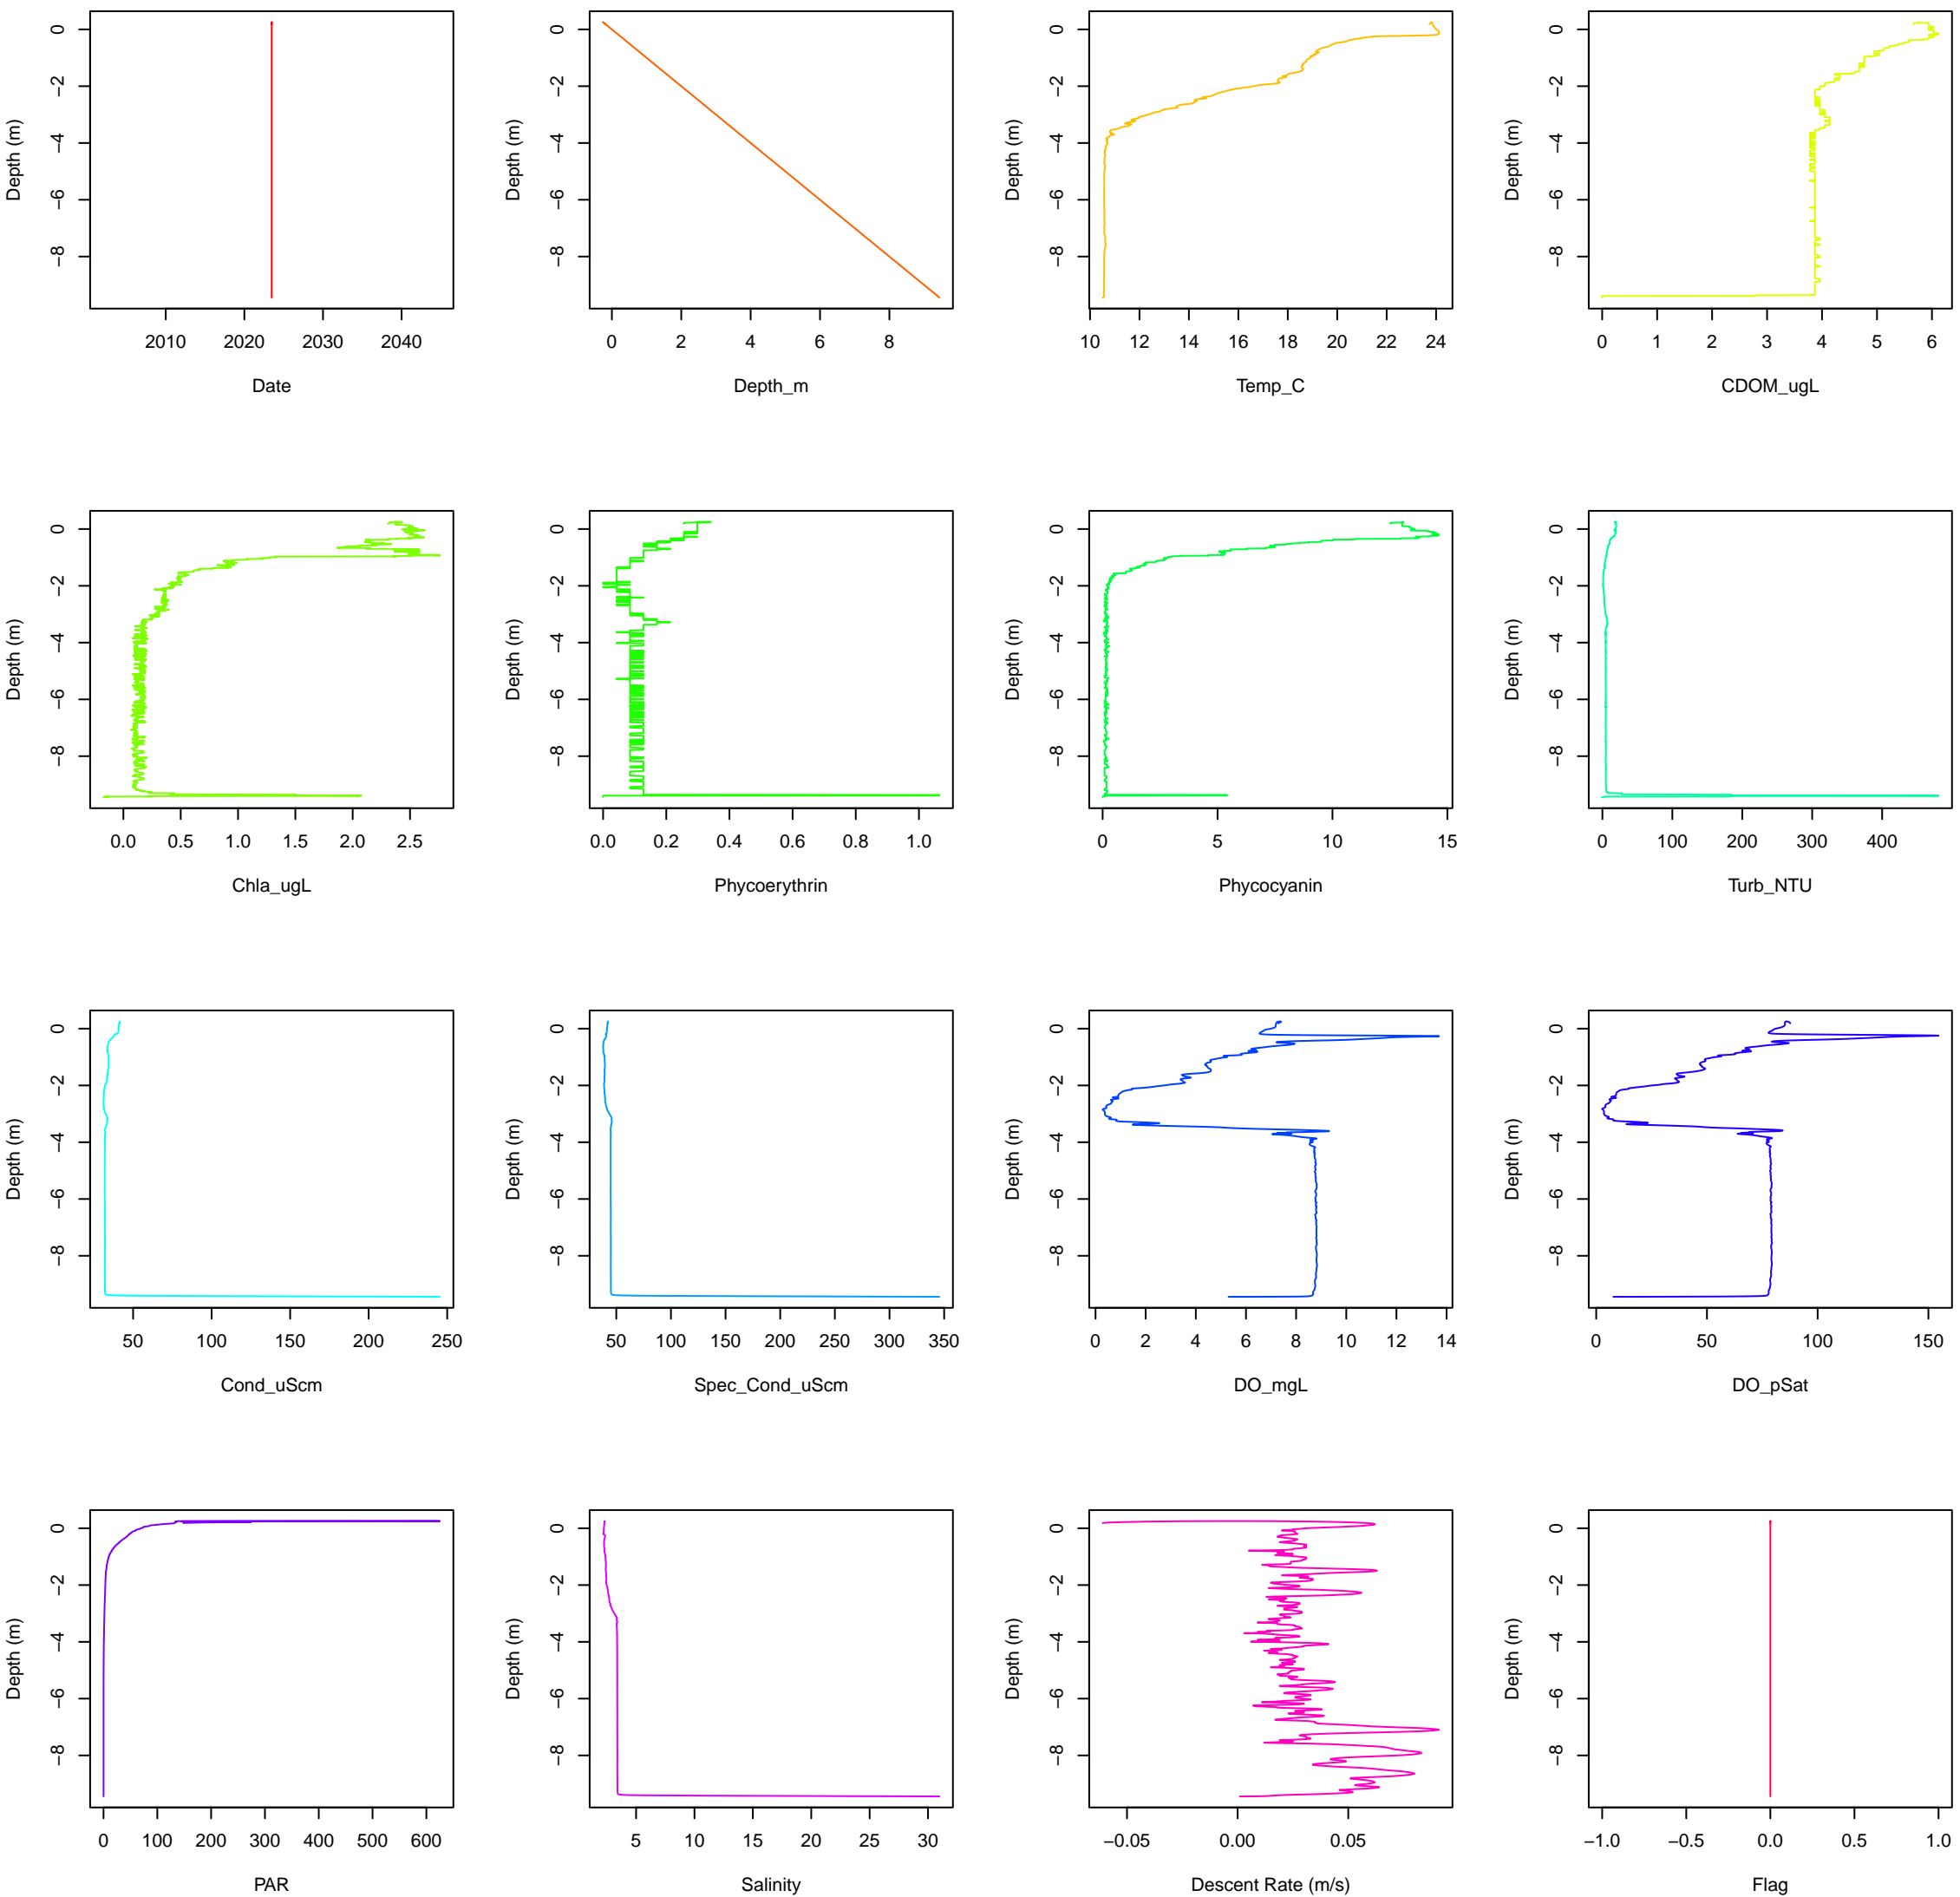 Depth (m)
0
−2
−4
−6
−8
2010 2020 2030 2040
Date
Depth (m)
0
−2
−4
−6
−8
0 2 4 6 8
Depth_m
Depth (m)
0
−2
−4
−6
−8
10 12 14 16 18 20 22 24
Temp_C
Depth (m)
0
−2
−4
−6
−8
0 1 2 3 4 5 6
CDOM_ugL
Depth (m)
0
−2
−4
−6
−8
0.0 0.5 1.0 1.5 2.0 2.5
Chla_ugL
Depth (m)
0
−2
−4
−6
−8
0.0 0.2 0.4 0.6 0.8 1.0
Phycoerythrin
Depth (m)
0
−2
−4
−6
−8
0 5 10 15
Phycocyanin
Depth (m)
0
−2
−4
−6
−8
0 100 200 300 400
Turb_NTU
Depth (m)
0
−2
−4
−6
−8
50 100 150 200 250
Cond_uScm
Depth (m)
0
−2
−4
−6
−8
50 100 150 200 250 300 350
Spec_Cond_uScm
Depth (m)
0
−2
−4
−6
−8
0 2 4 6 8 10 12 14
DO_mgL
Depth (m)
0
−2
−4
−6
−8
0 50 100 150
DO_pSat
Depth (m)
0
−2
−4
−6
−8
0 100 200 300 400 500 600
PAR
Depth (m)
0
−2
−4
−6
−8
5 10 15 20 25 30
Salinity
Depth (m)
0
−2
−4
−6
−8
−0.05 0.00 0.05
Descent Rate (m/s)
Depth (m)
0
−2
−4
−6
−8
−1.0 −0.5 0.0 0.5 1.0
Flag